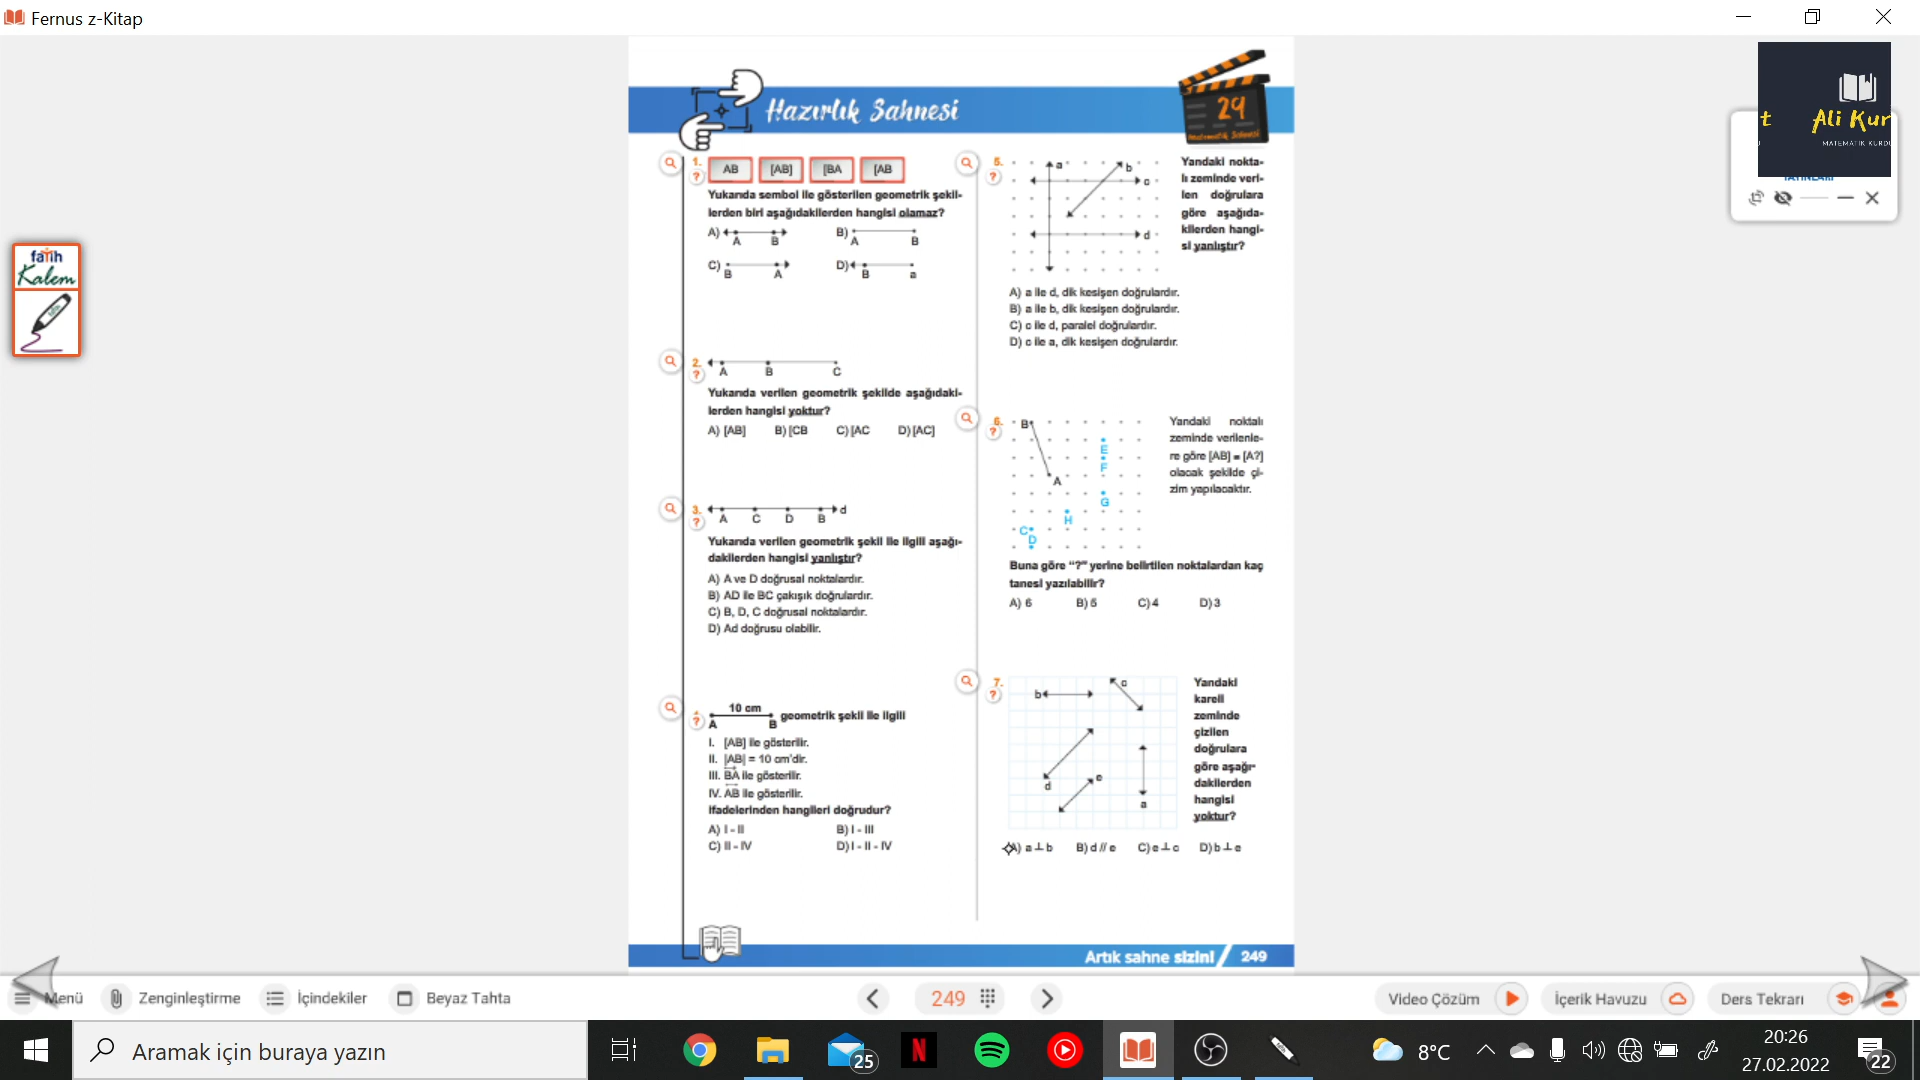 Fernus z-Kitap
Hazırlık Sahnesi
24
Matematik Sahnesi
t Ali Kur
MATEMATİK KURDU
fatih
Kalem
1. AB [AB] [BA [AB
?
Yukarıda sembol ile gösterilen geometrik şekil-
lerden biri aşağıdakilerden hangisi olamaz?
A) A B B) A B
C) B A D) B a
2. A B C
?
Yukarıda verilen geometrik şekilde aşağıdaki-
lerden hangisi yoktur?
A) [AB] B) [CB C) [AC D) [AC]
3. A C D B d
?
Yukarıda verilen geometrik şekil ile ilgili aşağı-
dakilerden hangisi yanlıştır?
A) A ve D doğrusal noktalardır.
B) AD ile BC çakışık doğrulardır.
C) B, D, C doğrusal noktalardır.
D) Ad doğrusu olabilir.
10 cm
? A B geometrik şekli ile ilgili
I. [AB] ile gösterilir.
II. |AB| = 10 cm'dir.
III. BA ile gösterilir.
IV. AB ile gösterilir.
ifadelerinden hangileri doğrudur?
A) I - II B) I - III
C) II - IV D) I - II - IV
5. a b c d
?
Yandaki nokta-
lı zeminde veri-
len doğrulara
göre aşağıda-
kilerden hangi-
si yanlıştır?
A) a ile d, dik kesişen doğrulardır.
B) a ile b, dik kesişen doğrulardır.
C) c ile d, paralel doğrulardır.
D) c ile a, dik kesişen doğrulardır.
6. B
?
E
F
A
G
H
C
D
Yandaki noktalı
zeminde verilenle-
re göre [AB] = [A?]
olacak şekilde çi-
zim yapılacaktır.
Buna göre “?” yerine belirtilen noktalardan kaç
tanesi yazılabilir?
A) 6 B) 5 C) 4 D) 3
7. c
? b
d e
a
Yandaki
kareli
zeminde
çizilen
doğrulara
göre aşağı-
dakilerden
hangisi
yoktur?
A) a ⊥ b B) d // e C) e ⊥ c D) b ⊥ e
Artık sahne sizin! 249
Menü Zenginleştirme İçindekiler Beyaz Tahta 249 Video Çözüm İçerik Havuzu Ders Tekrarı
Aramak için buraya yazın 25 N 8°C 20:26
27.02.2022 22